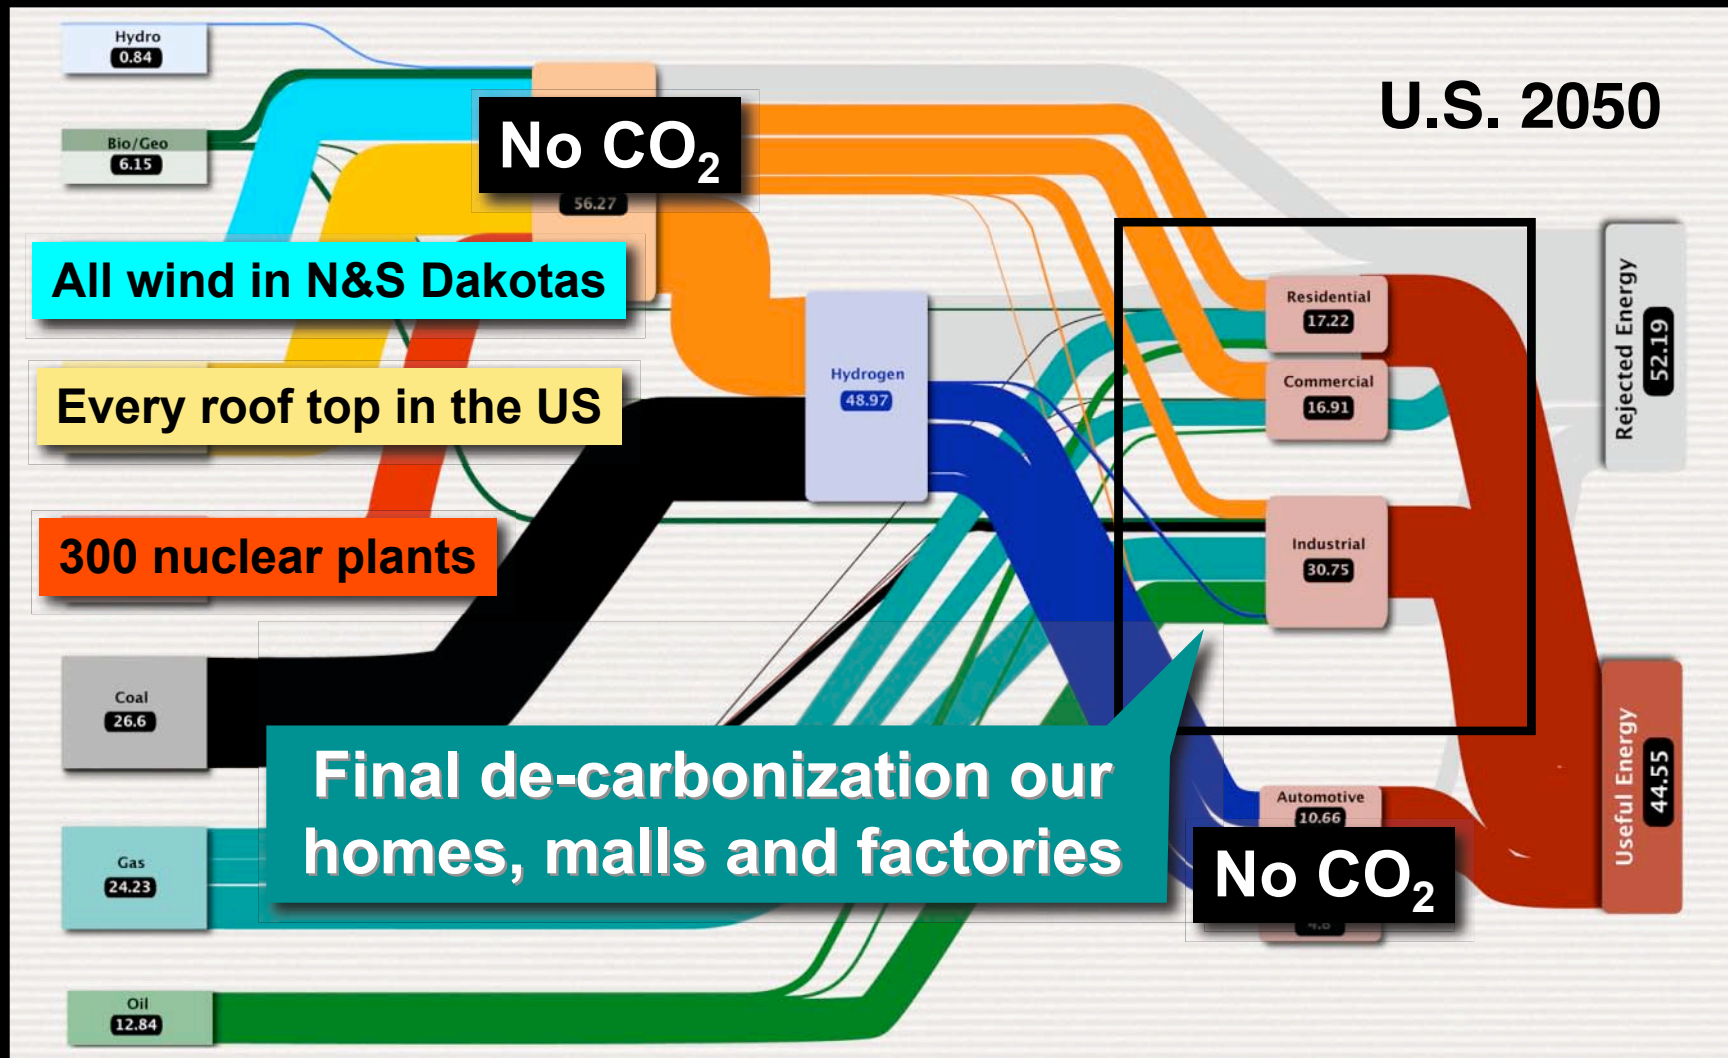 Hydro
0.84
U.S. 2050
Bio/Geo
6.15
No CO₂
56.27
All wind in N&S Dakotas
Every roof top in the US
300 nuclear plants
Hydrogen
48.97
Residential
17.22
Commercial
16.91
Industrial
30.75
Rejected Energy
52.19
Coal
26.6
Final de-carbonization our
homes, malls and factories
Automotive
10.66
No CO₂
Useful Energy
44.55
Gas
24.23
Oil
12.84